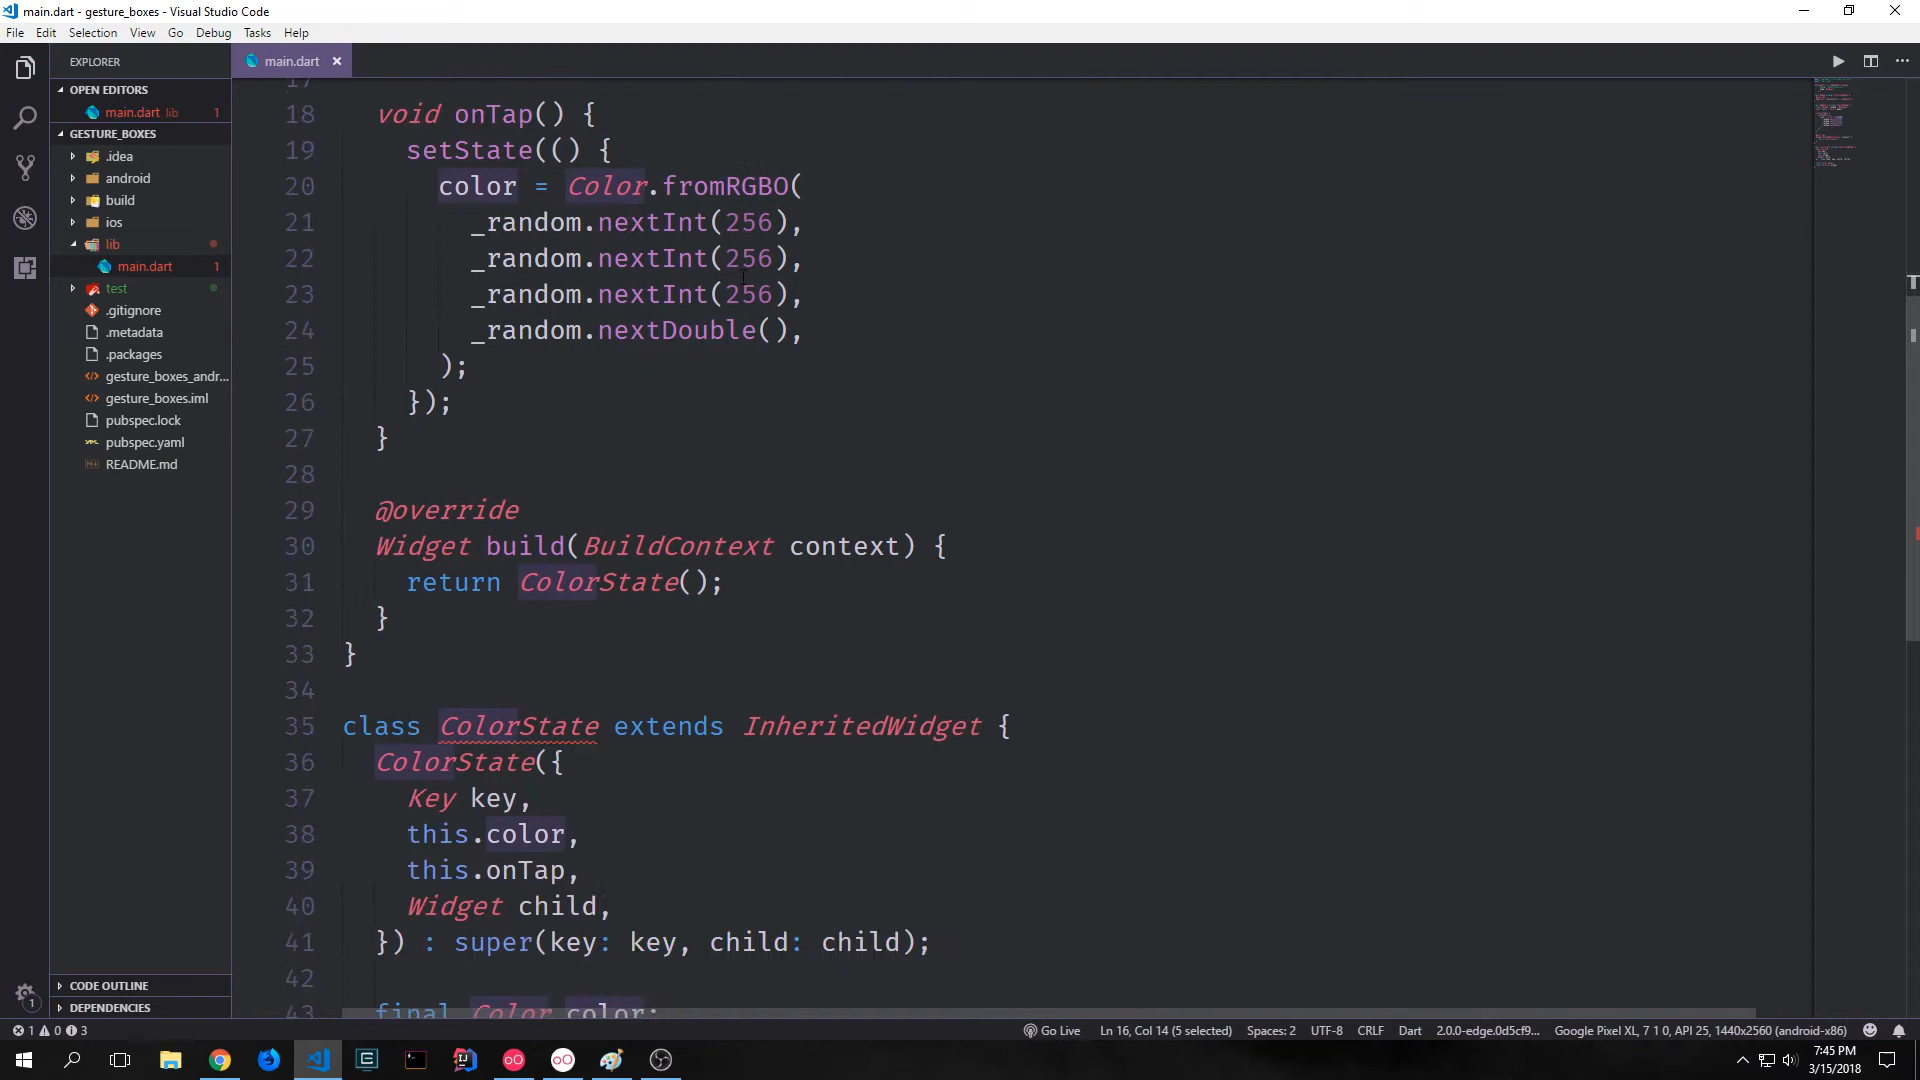 main.dart - gesture_boxes - Visual Studio Code
File Edit Selection View Go Debug Tasks Help
EXPLORER
main.dart
OPEN EDITORS
main.dart lib 1
GESTURE_BOXES
.idea
android
build
ios
lib
main.dart 1
test
.gitignore
.metadata
.packages
gesture_boxes_andr...
gesture_boxes.iml
pubspec.lock
pubspec.yaml
README.md
CODE OUTLINE
DEPENDENCIES
17
18 void onTap() {
19 setState(() {
20 color = Color.fromRGBO(
21 _random.nextInt(256),
22 _random.nextInt(256),
23 _random.nextInt(256),
24 _random.nextDouble(),
25 );
26 });
27 }
28
29 @override
30 Widget build(BuildContext context) {
31 return ColorState();
32 }
33 }
34
35 class ColorState extends InheritedWidget {
36 ColorState({
37 Key key,
38 this.color,
39 this.onTap,
40 Widget child,
41 }) : super(key: key, child: child);
42
43 final Color color;
1 0 3 Go Live Ln 16, Col 14 (5 selected) Spaces: 2 UTF-8 CRLF Dart 2.0.0-edge.0d5cf9... Google Pixel XL, 7 1 0, API 25, 1440x2560 (android-x86)
1
7:45 PM
3/15/2018